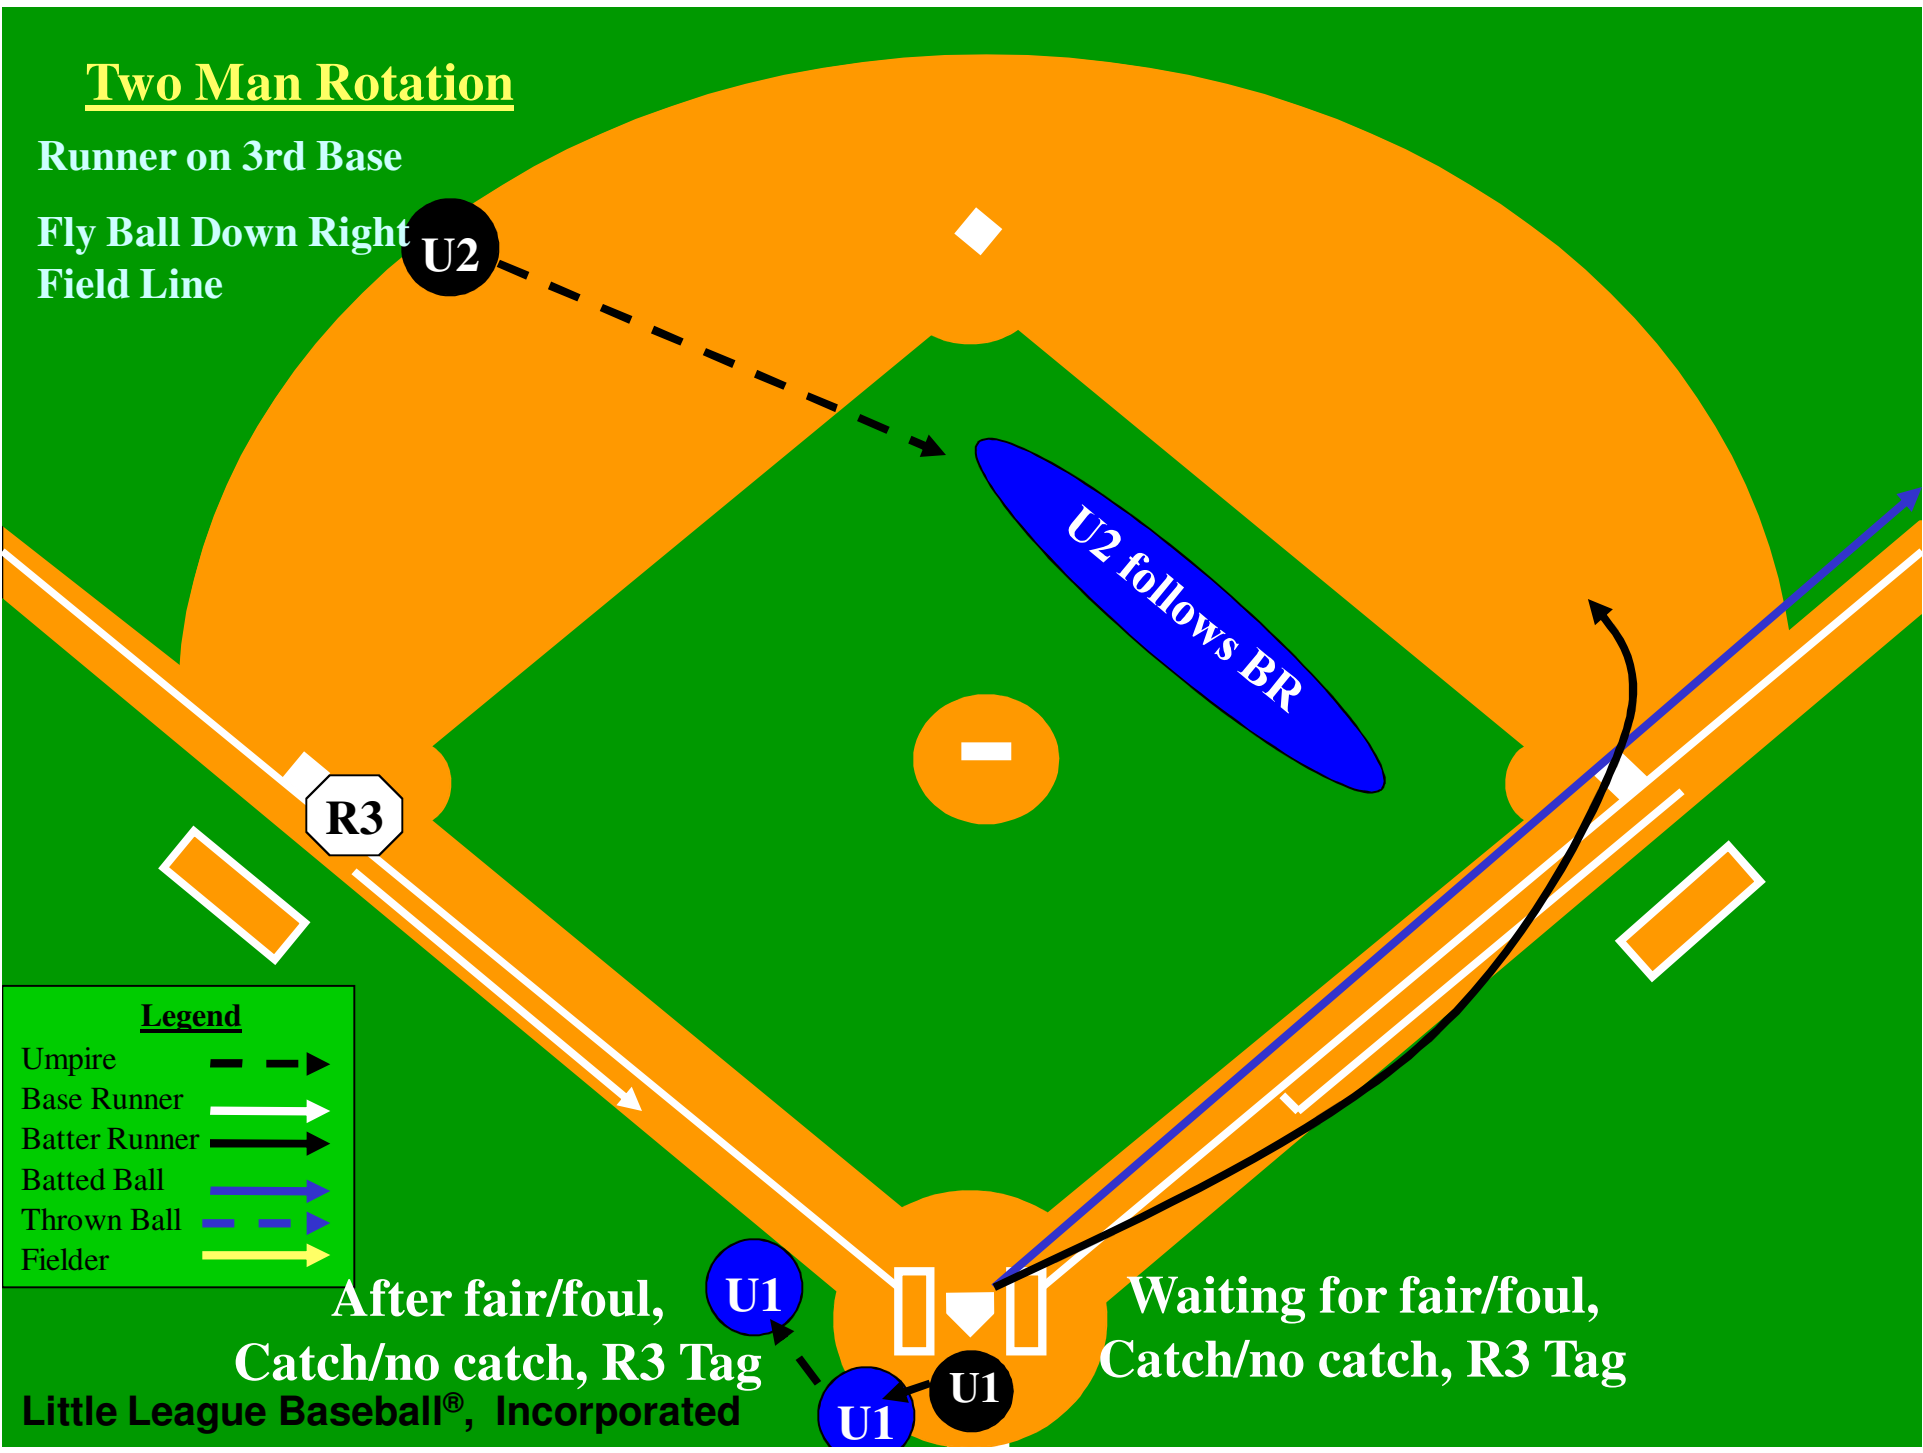 Two Man Rotation
Runner on 3rd Base
Fly Ball Down Right
Field Line
U2
U2 follows BR
R3
Legend
Umpire
Base Runner
Batter Runner
Batted Ball
Thrown Ball
Fielder
After fair/foul,
Catch/no catch, R3 Tag
U1
Waiting for fair/foul,
Catch/no catch, R3 Tag
U1
U1
Little League Baseball®, Incorporated